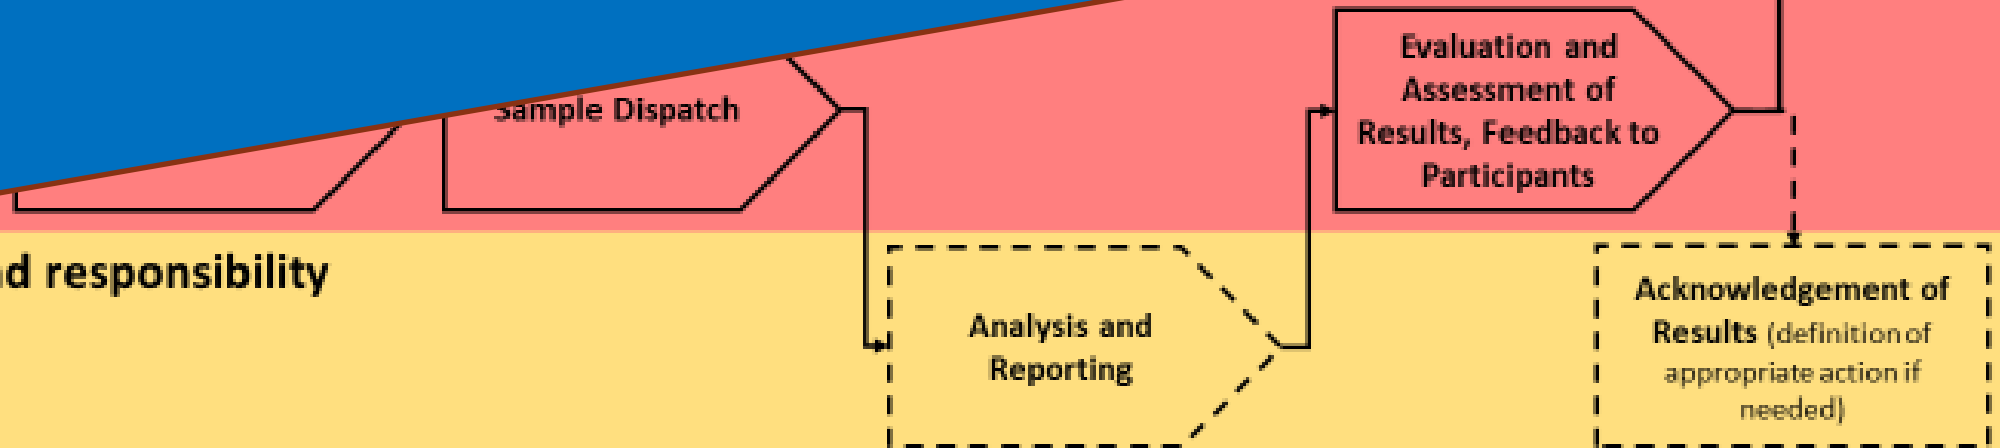 Sample Dispatch
Evaluation and
Assessment of
Results, Feedback to
Participants
responsibility
Analysis and
Reporting
Acknowledgement of
Results (definition of
appropriate action if
needed)